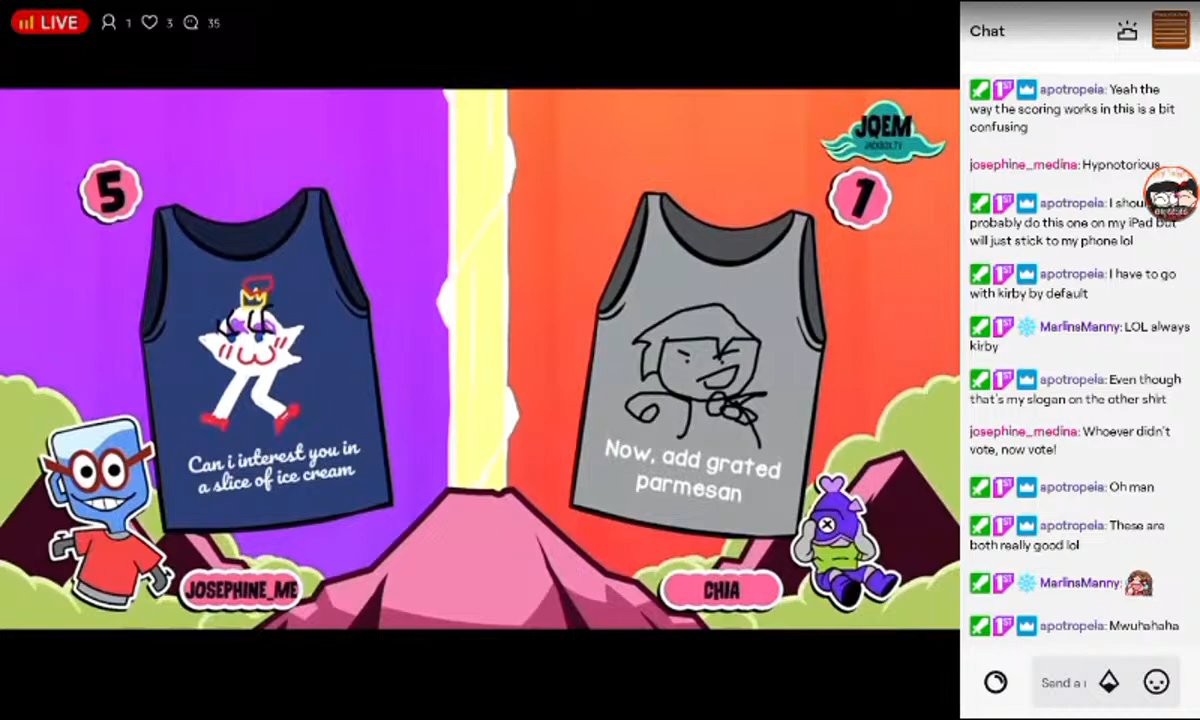 LIVE 1 3 35
5
JQEM
JACKBOX.TV
1
Can i interest you in
a slice of ice cream
Now, add grated
parmesan
JOSEPHINE_ME
CHIA
Chat
apotropeia: Yeah the
way the scoring works in this is a bit
confusing
josephine_medina: Hypnotorious
apotropeia: I shou
probably do this one on my iPad but
will just stick to my phone lol
apotropeia: I have to go
with kirby by default
MarlinsManny: LOL always
kirby
apotropeia: Even though
that's my slogan on the other shirt
josephine_medina: Whoever didn't
vote, now vote!
apotropeia: Oh man
apotropeia: These are
both really good lol
MarlinsManny:
apotropeia: Mwuhahaha
Send a